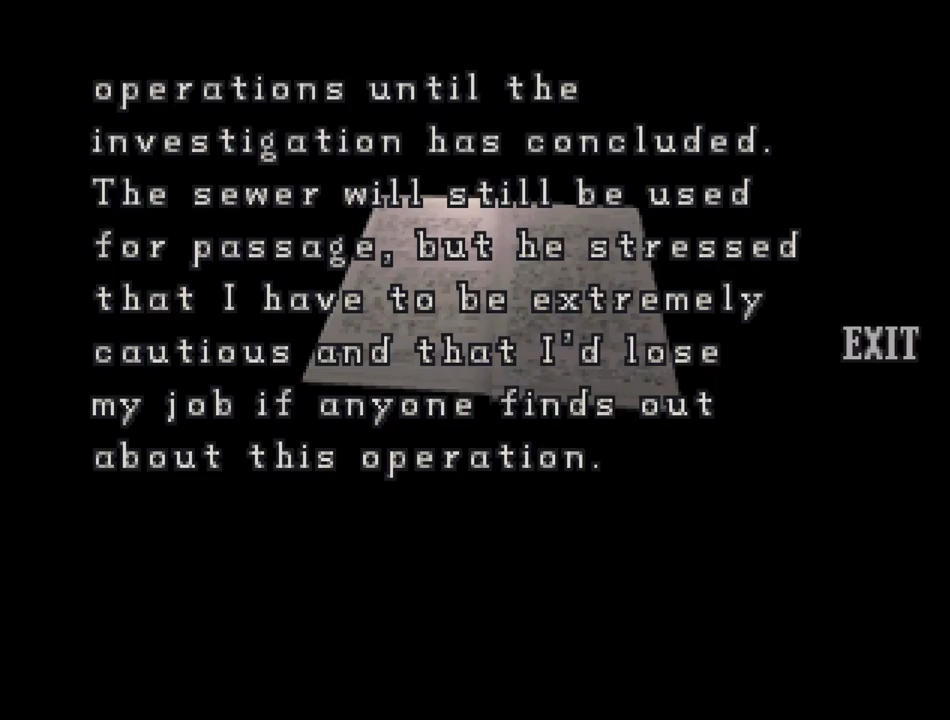 operations until the
investigation has concluded.
The sewer will still be used
for passage, but he stressed
that I have to be extremely
cautious and that I'd lose
my job if anyone finds out
about this operation.
EXIT